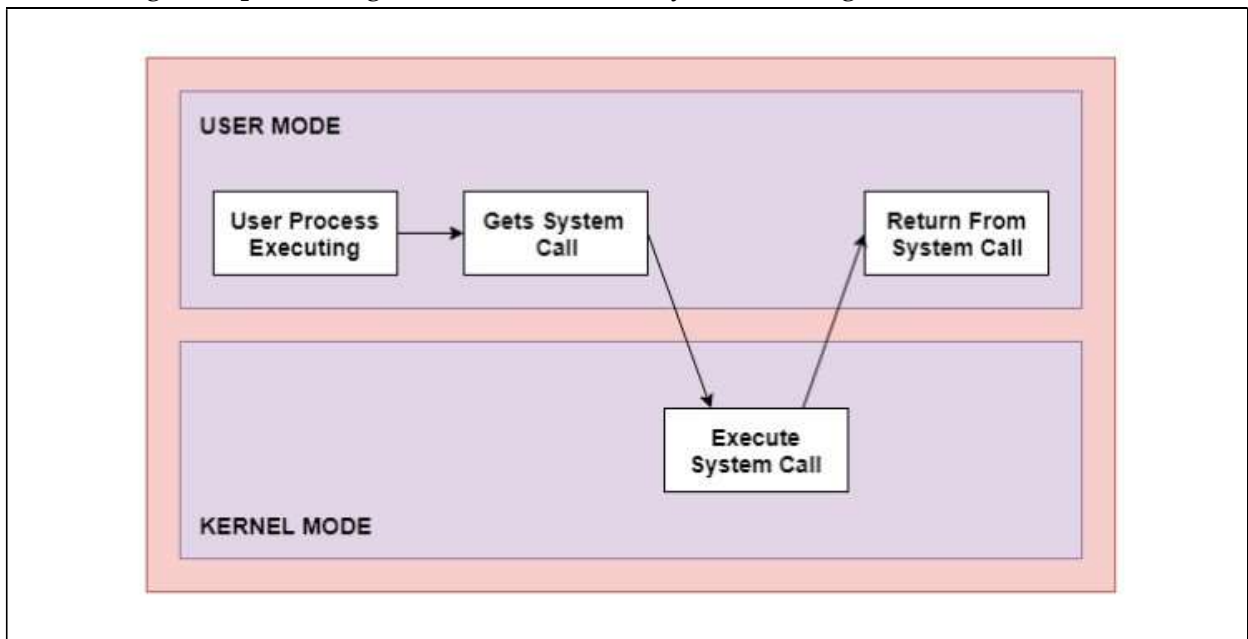 USER MODE
User Process
Executing
Gets System
Call
Return From
System Call
Execute
System Call
KERNEL MODE